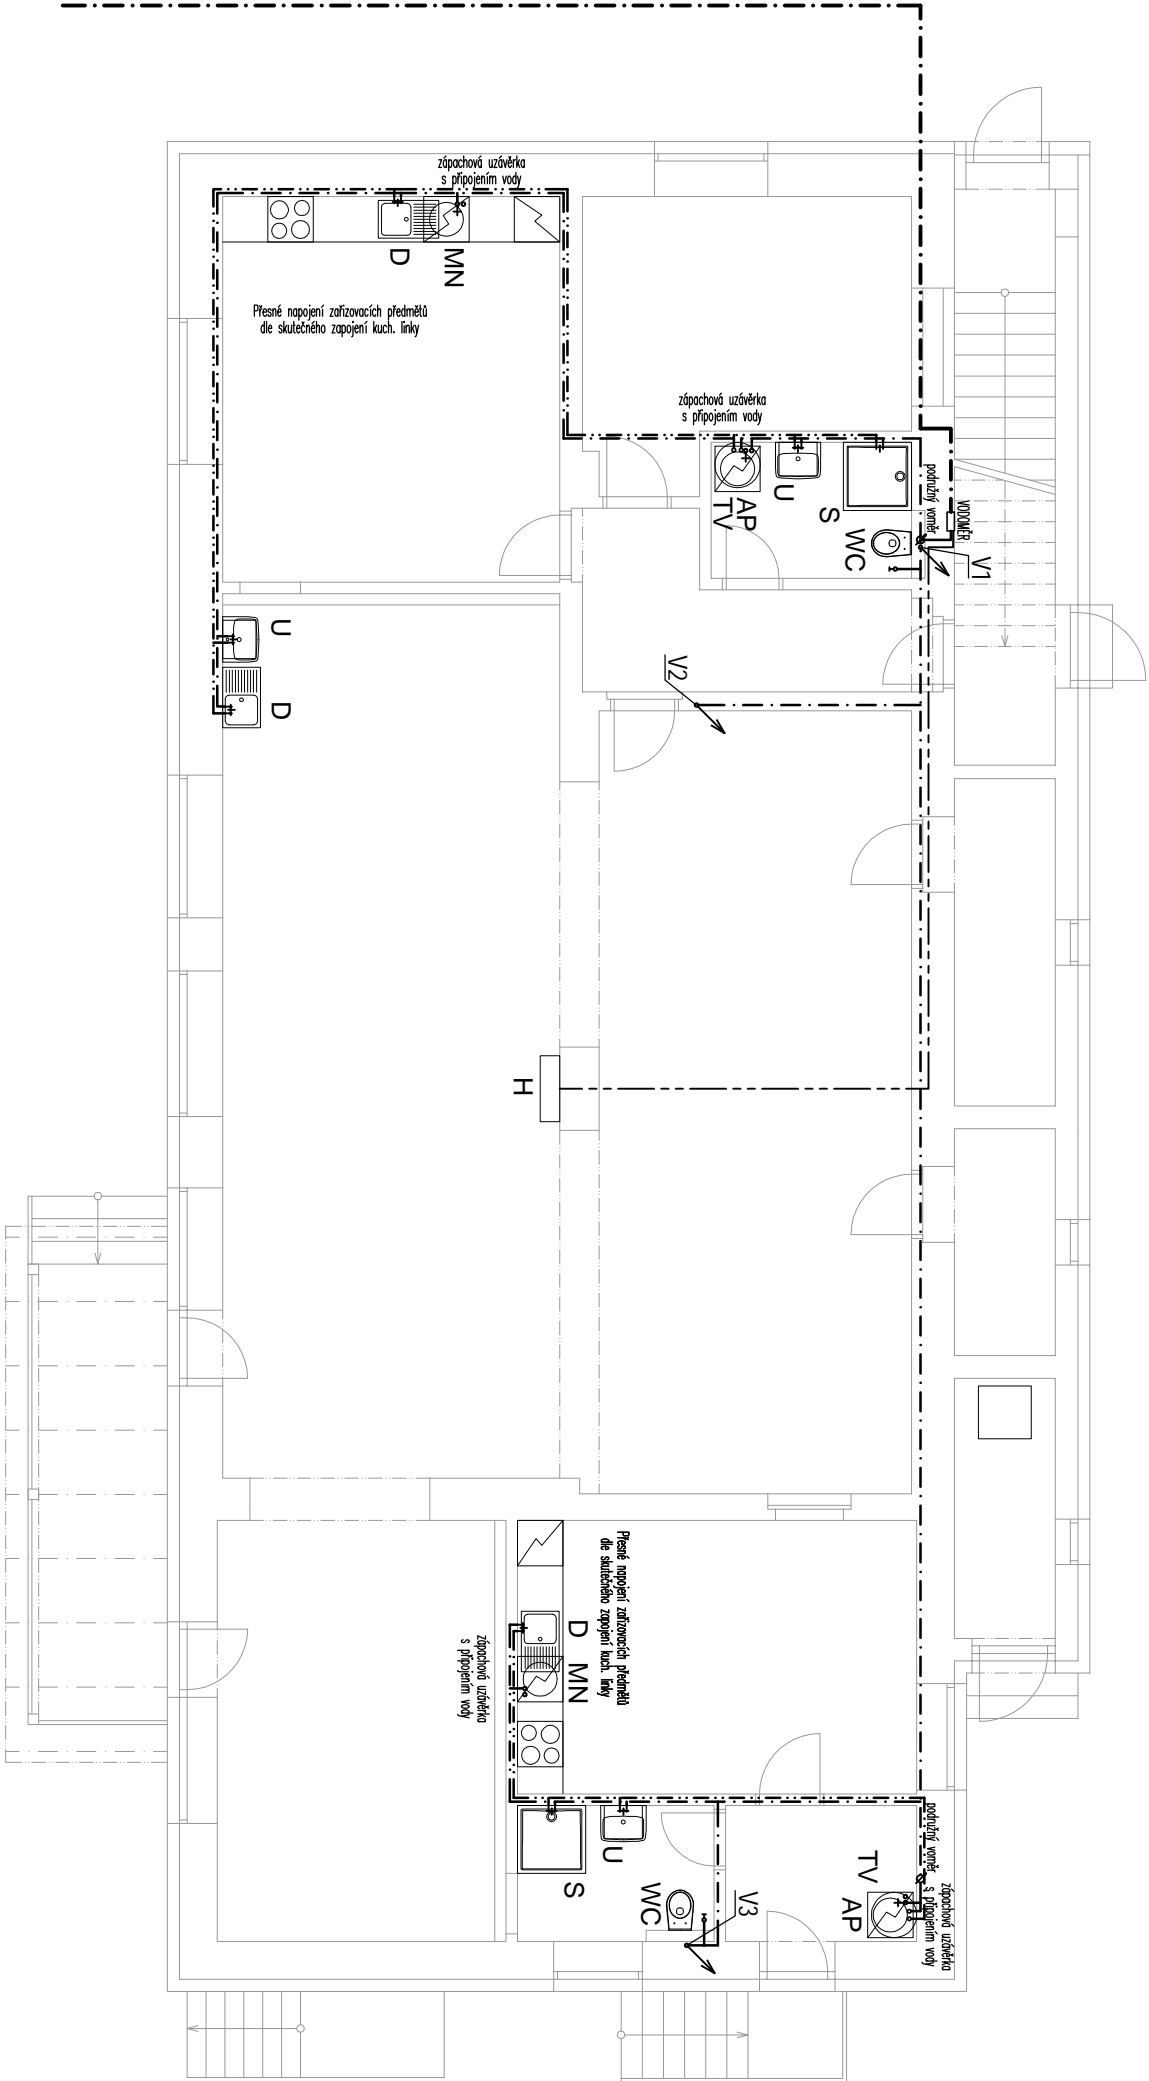 zápachová uzávěrka
s připojením vody
D
MN
Přesné napojení zařizovacích předmětů
dle skutečného zapojení kuch. linky
zápachová uzávěrka
s připojením vody
AP
TV
U
S
WC
podružný voměr
VODOMĚR
V1
U
D
V2
H
Přesné napojení zařizovacích předmětů
dle skutečného zapojení kuch. linky
D
MN
zápachová uzávěrka
s připojením vody
S
U
WC
V3
TV
AP
podružný voměr
zápachová uzávěrka
s připojením vody